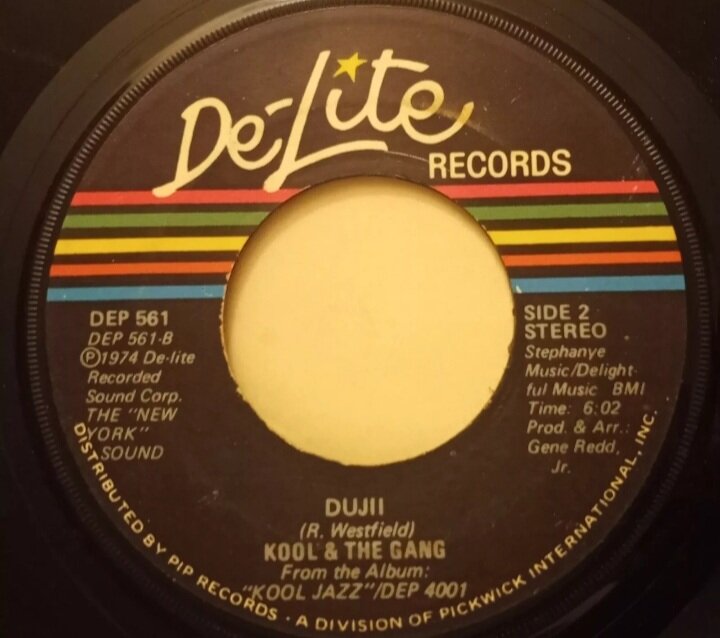 De-Lite
RECORDS
DEP 561
DEP 561-B
Ⓟ1974 De-lite
Recorded
Sound Corp.
THE "NEW
YORK"
SOUND
SIDE 2
STEREO
Stephanye
Music/Delight-
ful Music BMI
Time: 6:02
Prod. & Arr.:
Gene Redd,
Jr.
DUJII
(R. Westfield)
KOOL & THE GANG
From the Album:
"KOOL JAZZ"/DEP 4001
DISTRIBUTED BY PIP RECORDS · A DIVISION OF PICKWICK INTERNATIONAL, INC.